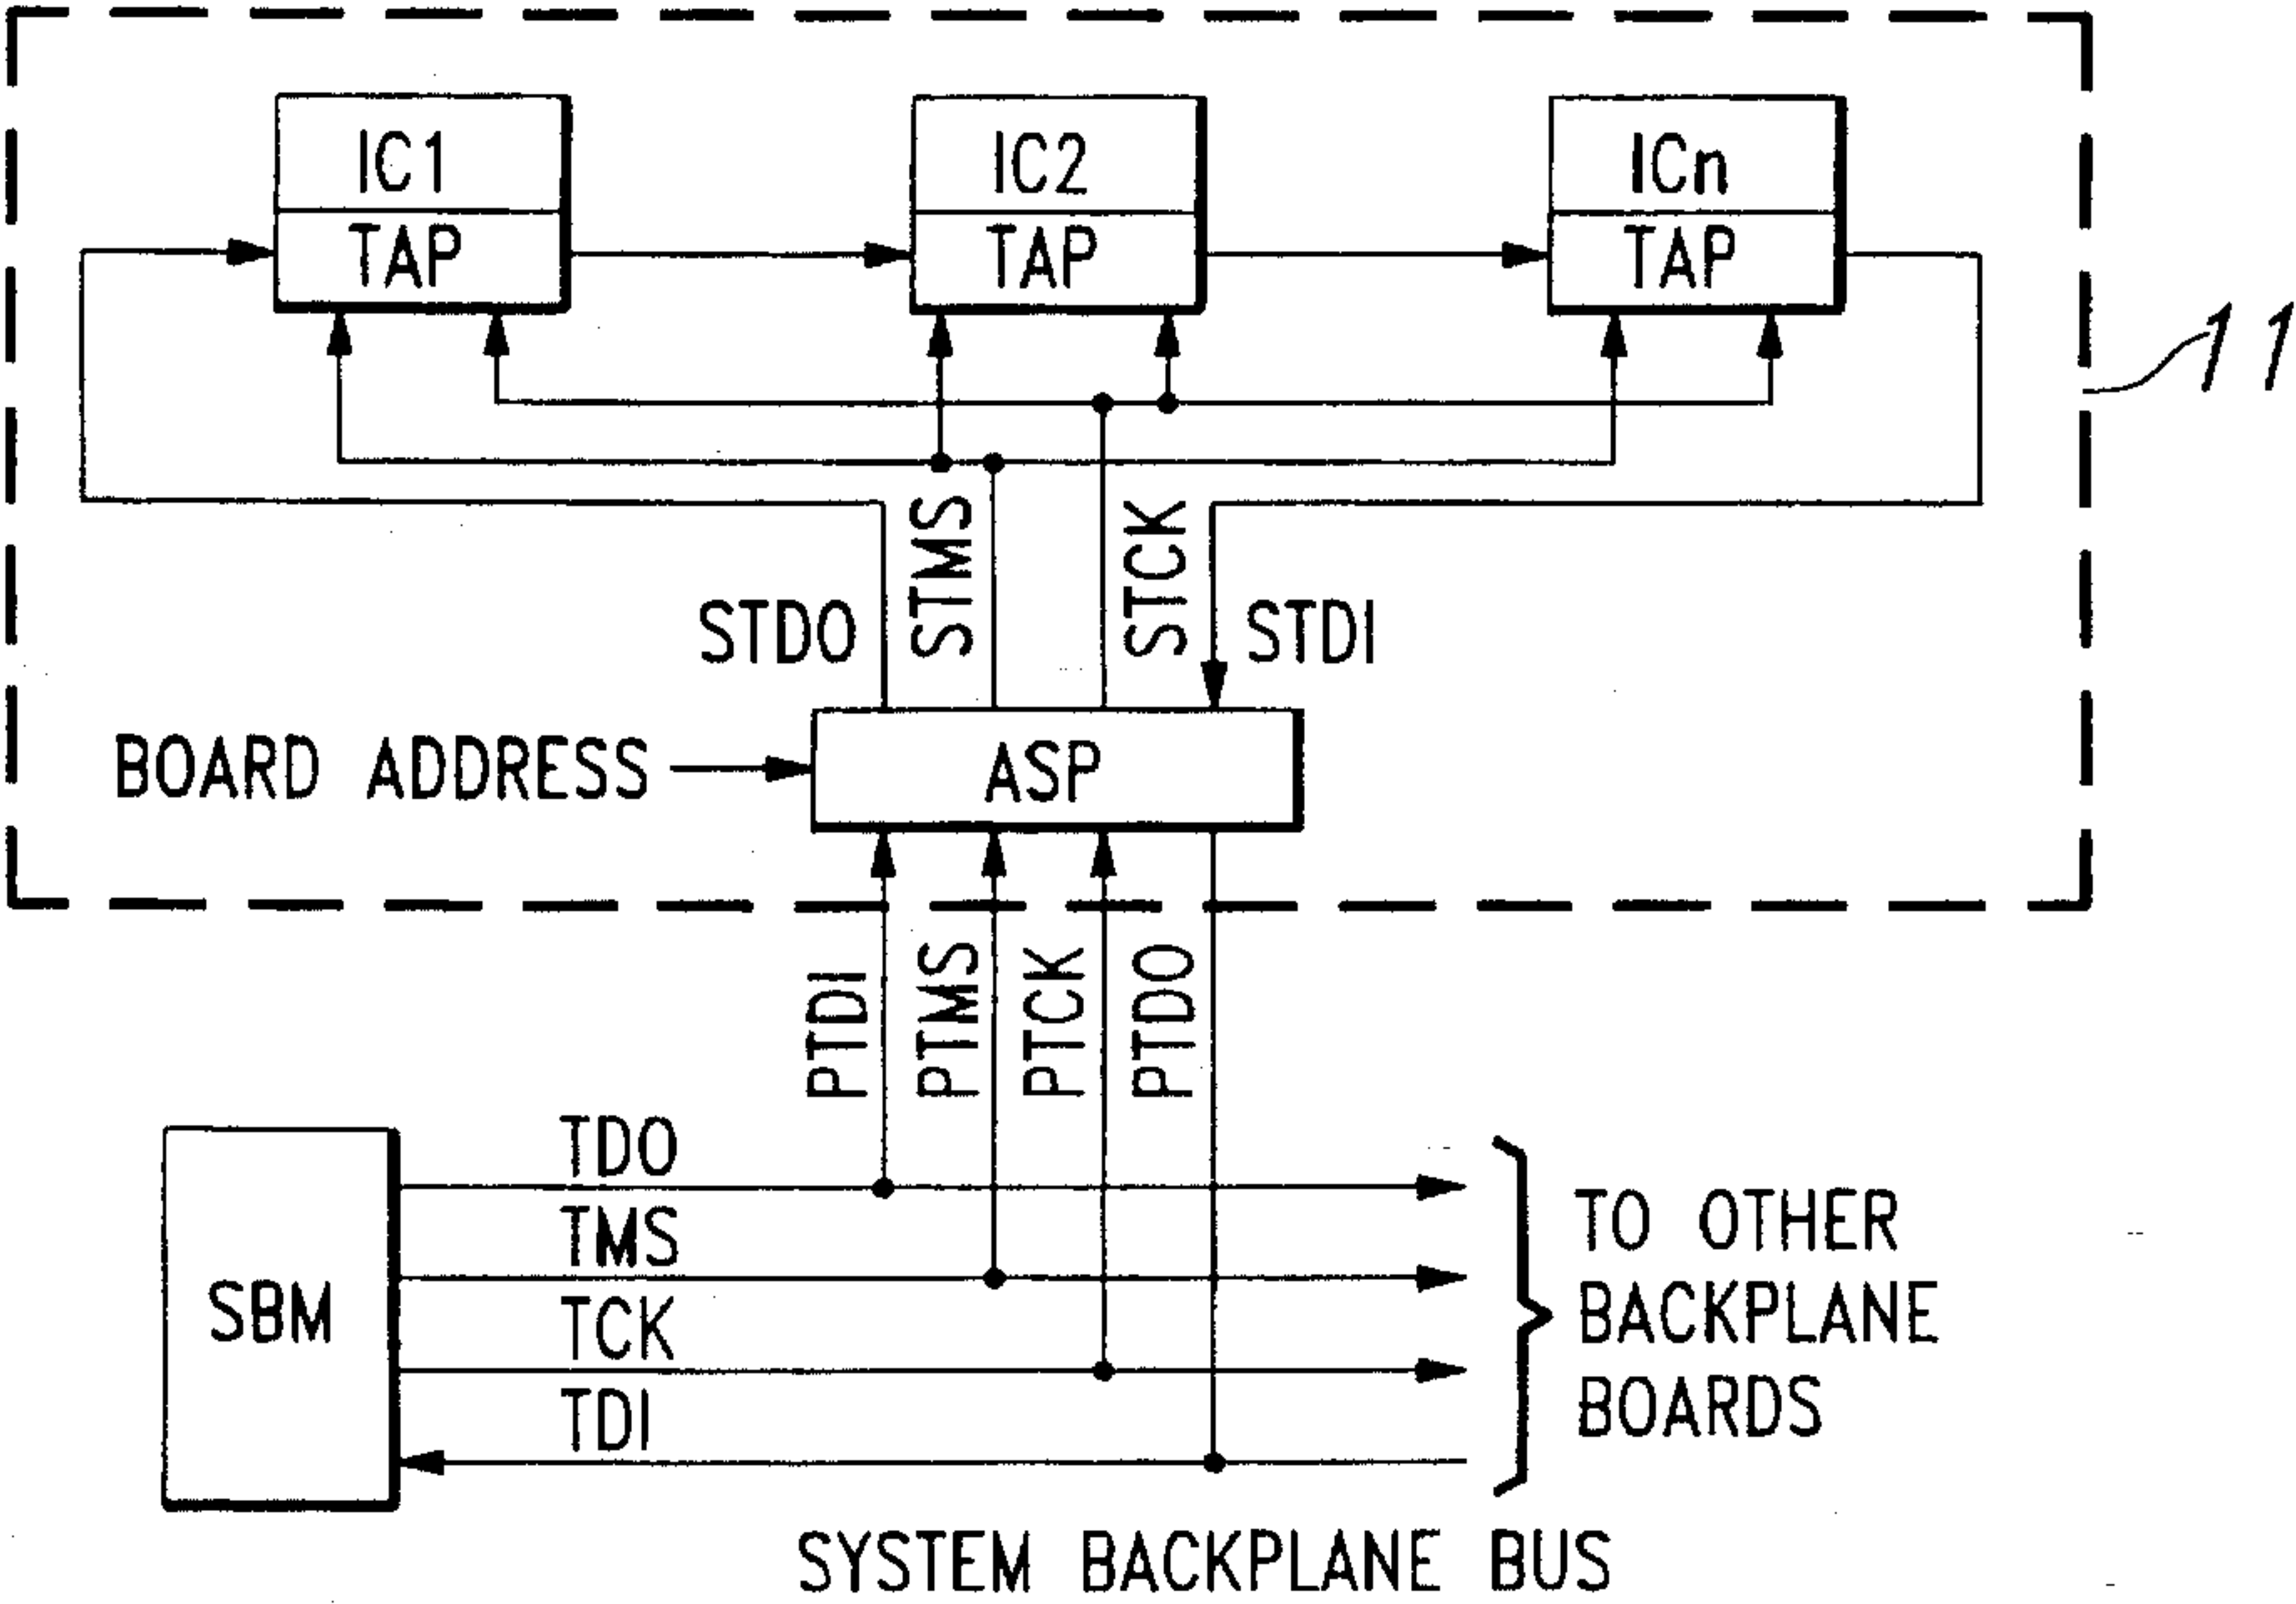 IC1
TAP
IC2
TAP
ICn
TAP
11
STDO
STMS
STCK
STDI
BOARD ADDRESS
ASP
PTDI
PTMS
PTCK
PTDO
SBM
TDO
TMS
TCK
TDI
TO OTHER
BACKPLANE
BOARDS
SYSTEM BACKPLANE BUS